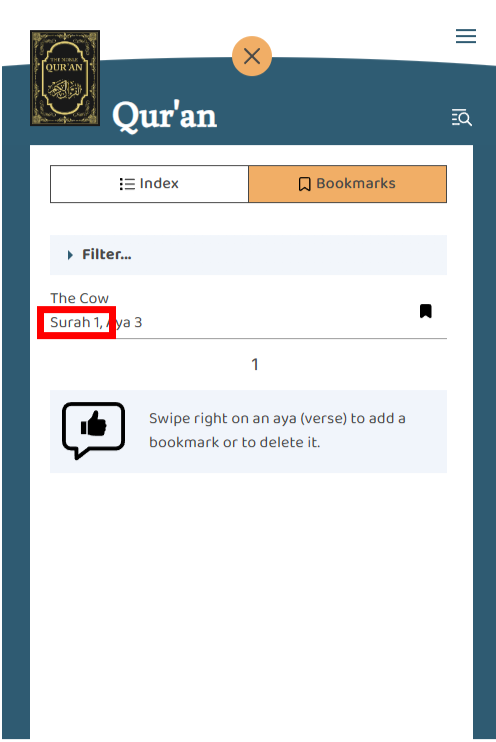 THE NOBLE
QUR'AN
Qur'an
Index
Bookmarks
Filter...
The Cow
Surah 1, Aya 3
1
Swipe right on an aya (verse) to add a
bookmark or to delete it.